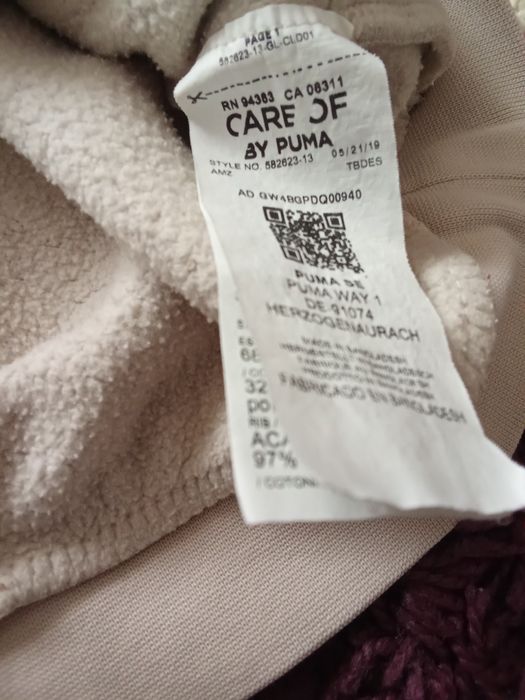 PAGE 1
582623-13-GL-CLD01
RN 94383 CA 06311
CARE OF
BY PUMA
STYLE NO. 582623-13 05/21/19
AMZ TBDES
AD GW4BGPDQ00940
PUMA SE
PUMA WAY 1
DE-91074
HERZOGENAURACH
MADE IN BANGLADESH
FABRICADO EN BANGLADESH
32
97%